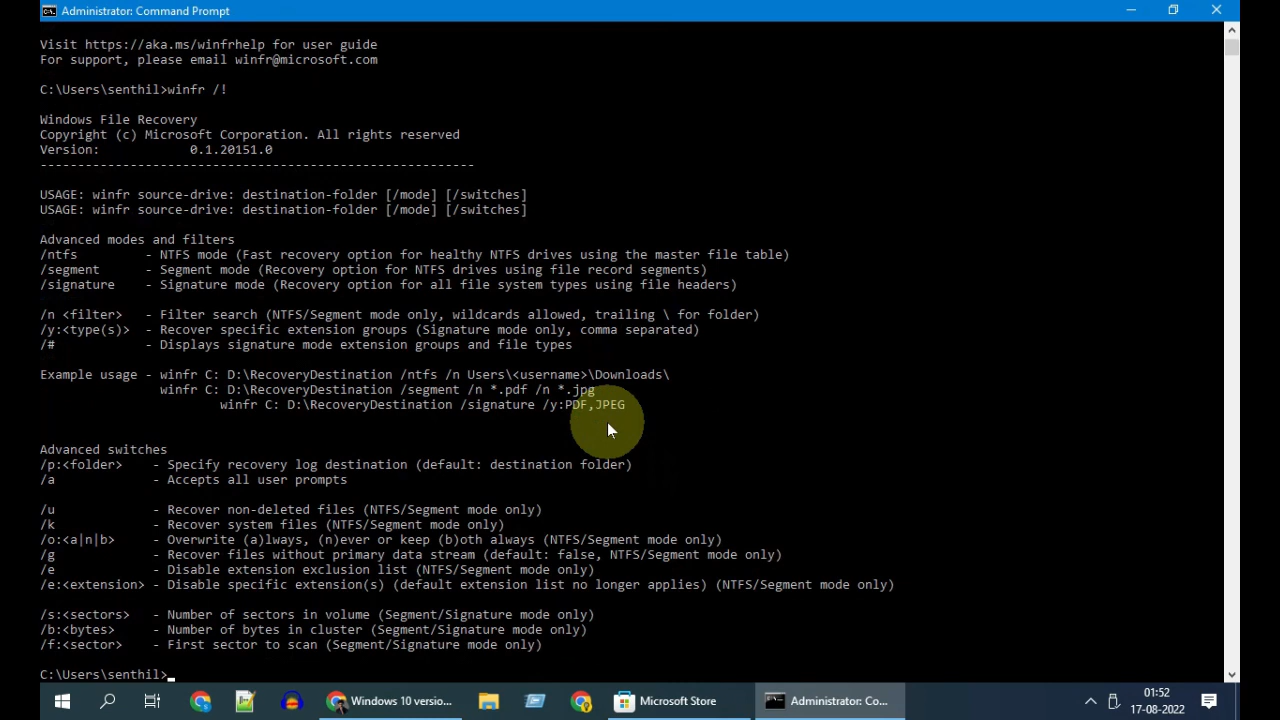 Administrator: Command Prompt
Visit https://aka.ms/winfrhelp for user guide
For support, please email winfr@microsoft.com
C:\Users\senthil>winfr /!
Windows File Recovery
Copyright (c) Microsoft Corporation. All rights reserved
Version:            0.1.20151.0
----------------------------------------------------------
USAGE: winfr source-drive: destination-folder [/mode] [/switches]
USAGE: winfr source-drive: destination-folder [/mode] [/switches]
Advanced modes and filters
/ntfs         - NTFS mode (Fast recovery option for healthy NTFS drives using the master file table)
/segment      - Segment mode (Recovery option for NTFS drives using file record segments)
/signature    - Signature mode (Recovery option for all file system types using file headers)
/n <filter>   - Filter search (NTFS/Segment mode only, wildcards allowed, trailing \ for folder)
/y:<type(s)>  - Recover specific extension groups (Signature mode only, comma separated)
/#            - Displays signature mode extension groups and file types
Example usage - winfr C: D:\RecoveryDestination /ntfs /n Users\<username>\Downloads\
winfr C: D:\RecoveryDestination /segment /n *.pdf /n *.jpg
winfr C: D:\RecoveryDestination /signature /y:PDF,JPEG
Advanced switches
/p:<folder>    - Specify recovery log destination (default: destination folder)
/a             - Accepts all user prompts
/u             - Recover non-deleted files (NTFS/Segment mode only)
/k             - Recover system files (NTFS/Segment mode only)
/o:<a|n|b>     - Overwrite (a)lways, (n)ever or keep (b)oth always (NTFS/Segment mode only)
/g             - Recover files without primary data stream (default: false, NTFS/Segment mode only)
/e             - Disable extension exclusion list (NTFS/Segment mode only)
/e:<extension> - Disable specific extension(s) (default extension list no longer applies) (NTFS/Segment mode only)
/s:<sectors>   - Number of sectors in volume (Segment/Signature mode only)
/b:<bytes>     - Number of bytes in cluster (Segment/Signature mode only)
/f:<sector>    - First sector to scan (Segment/Signature mode only)
C:\Users\senthil>_
Windows 10 versio...
Microsoft Store
Administrator: Co...
01:52
17-08-2022